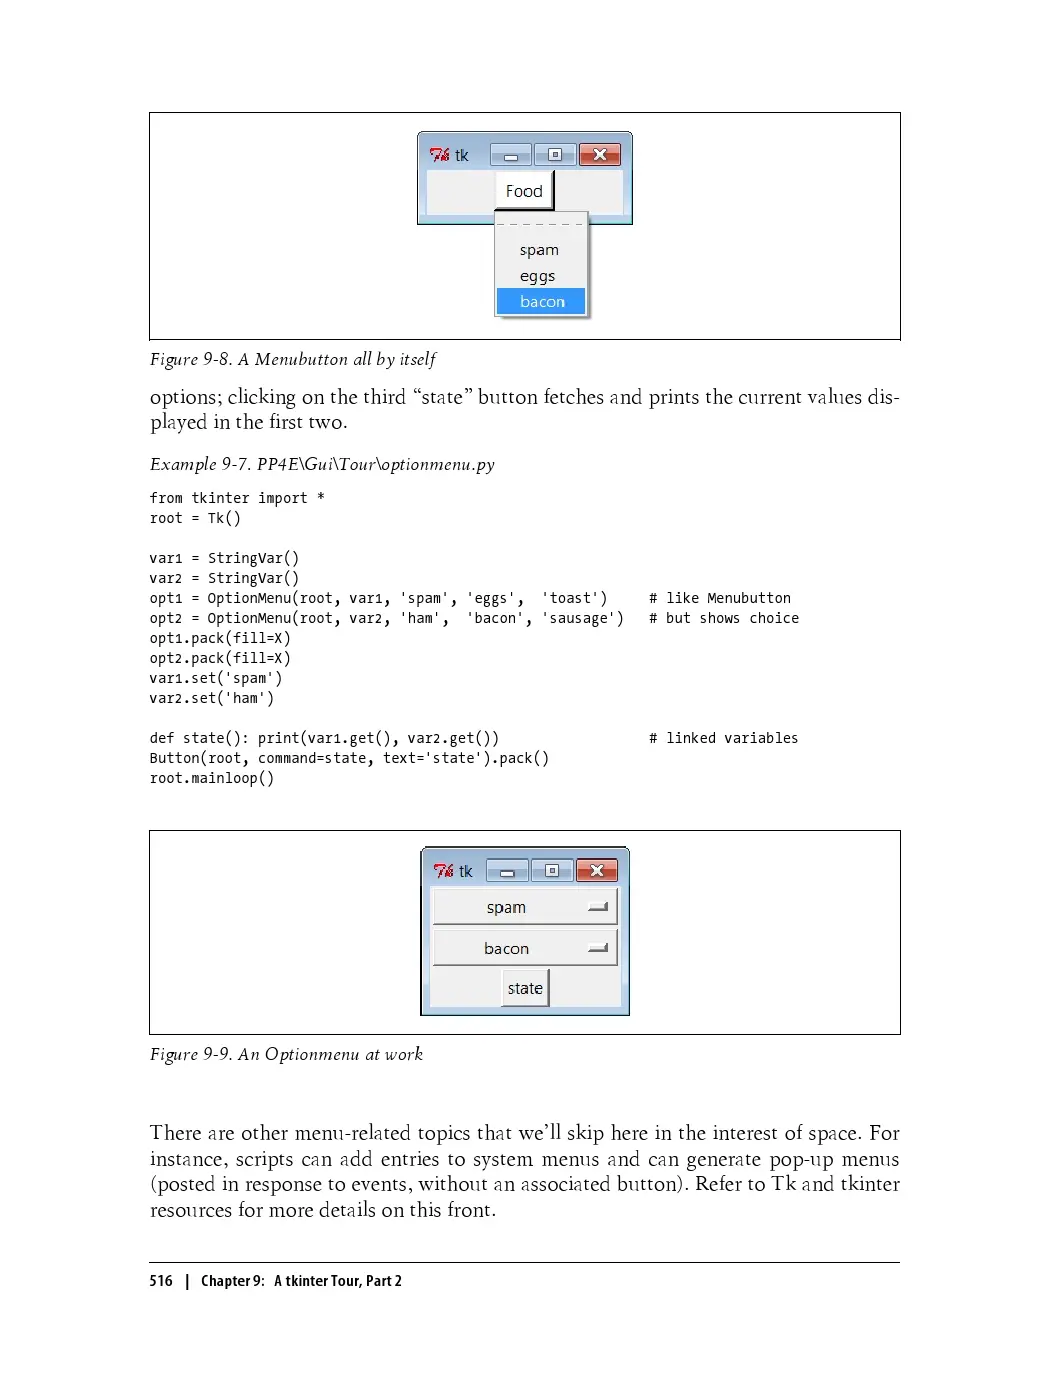 tk
Food
spam
eggs
bacon
Figure 9-8. A Menubutton all by itself
options; clicking on the third “state” button fetches and prints the current values dis-
played in the first two.
Example 9-7. PP4E\Gui\Tour\optionmenu.py
from tkinter import *
root = Tk()
var1 = StringVar()
var2 = StringVar()
opt1 = OptionMenu(root, var1, 'spam', 'eggs',  'toast')     # like Menubutton
opt2 = OptionMenu(root, var2, 'ham',  'bacon', 'sausage')   # but shows choice
opt1.pack(fill=X)
opt2.pack(fill=X)
var1.set('spam')
var2.set('ham')
def state(): print(var1.get(), var2.get())                  # linked variables
Button(root, command=state, text='state').pack()
root.mainloop()
tk
spam
bacon
state
Figure 9-9. An Optionmenu at work
There are other menu-related topics that we’ll skip here in the interest of space. For
instance, scripts can add entries to system menus and can generate pop-up menus
(posted in response to events, without an associated button). Refer to Tk and tkinter
resources for more details on this front.
516 | Chapter 9: A tkinter Tour, Part 2